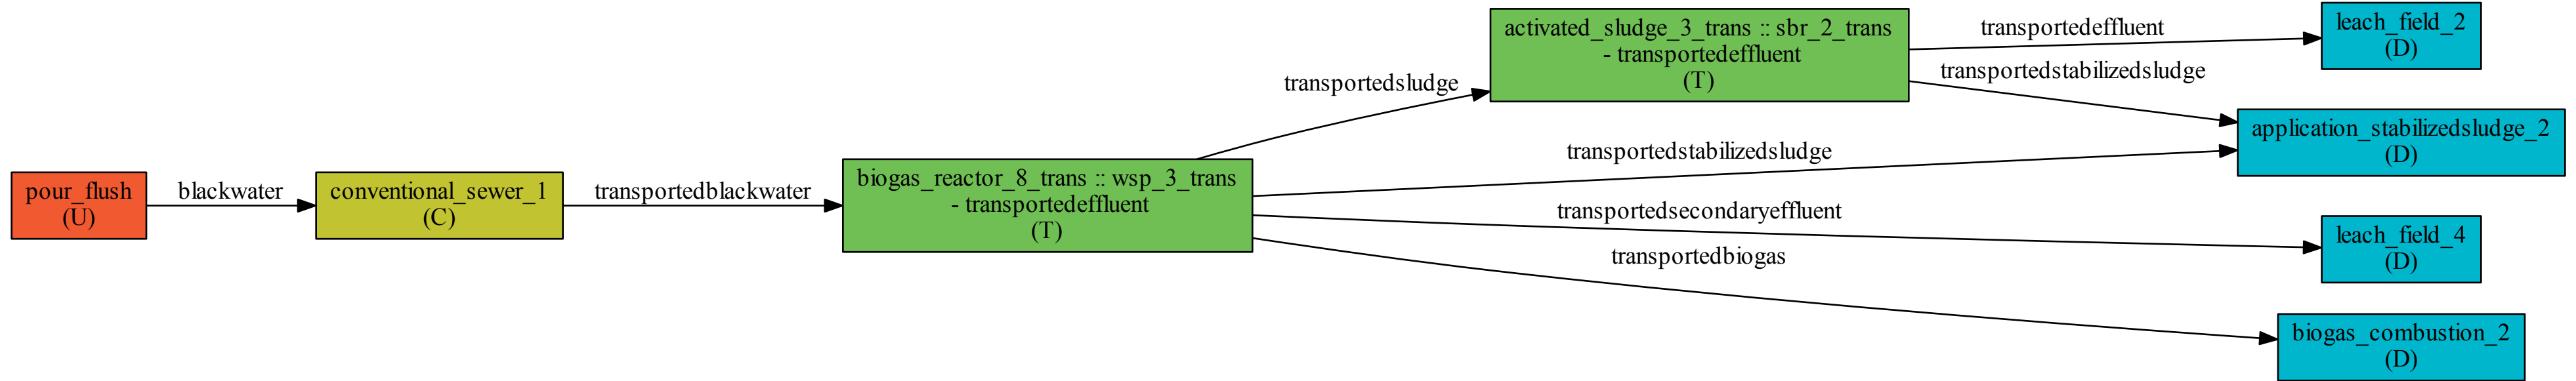 pour_flush
(U)
blackwater
conventional_sewer_1
(C)
transportedblackwater
biogas_reactor_8_trans :: wsp_3_trans
- transportedeffluent
(T)
transportedsludge
transportedstabilizedsludge
transportedsecondaryeffluent
transportedbiogas
activated_sludge_3_trans :: sbr_2_trans
- transportedeffluent
(T)
transportedeffluent
transportedstabilizedsludge
leach_field_2
(D)
application_stabilizedsludge_2
(D)
leach_field_4
(D)
biogas_combustion_2
(D)